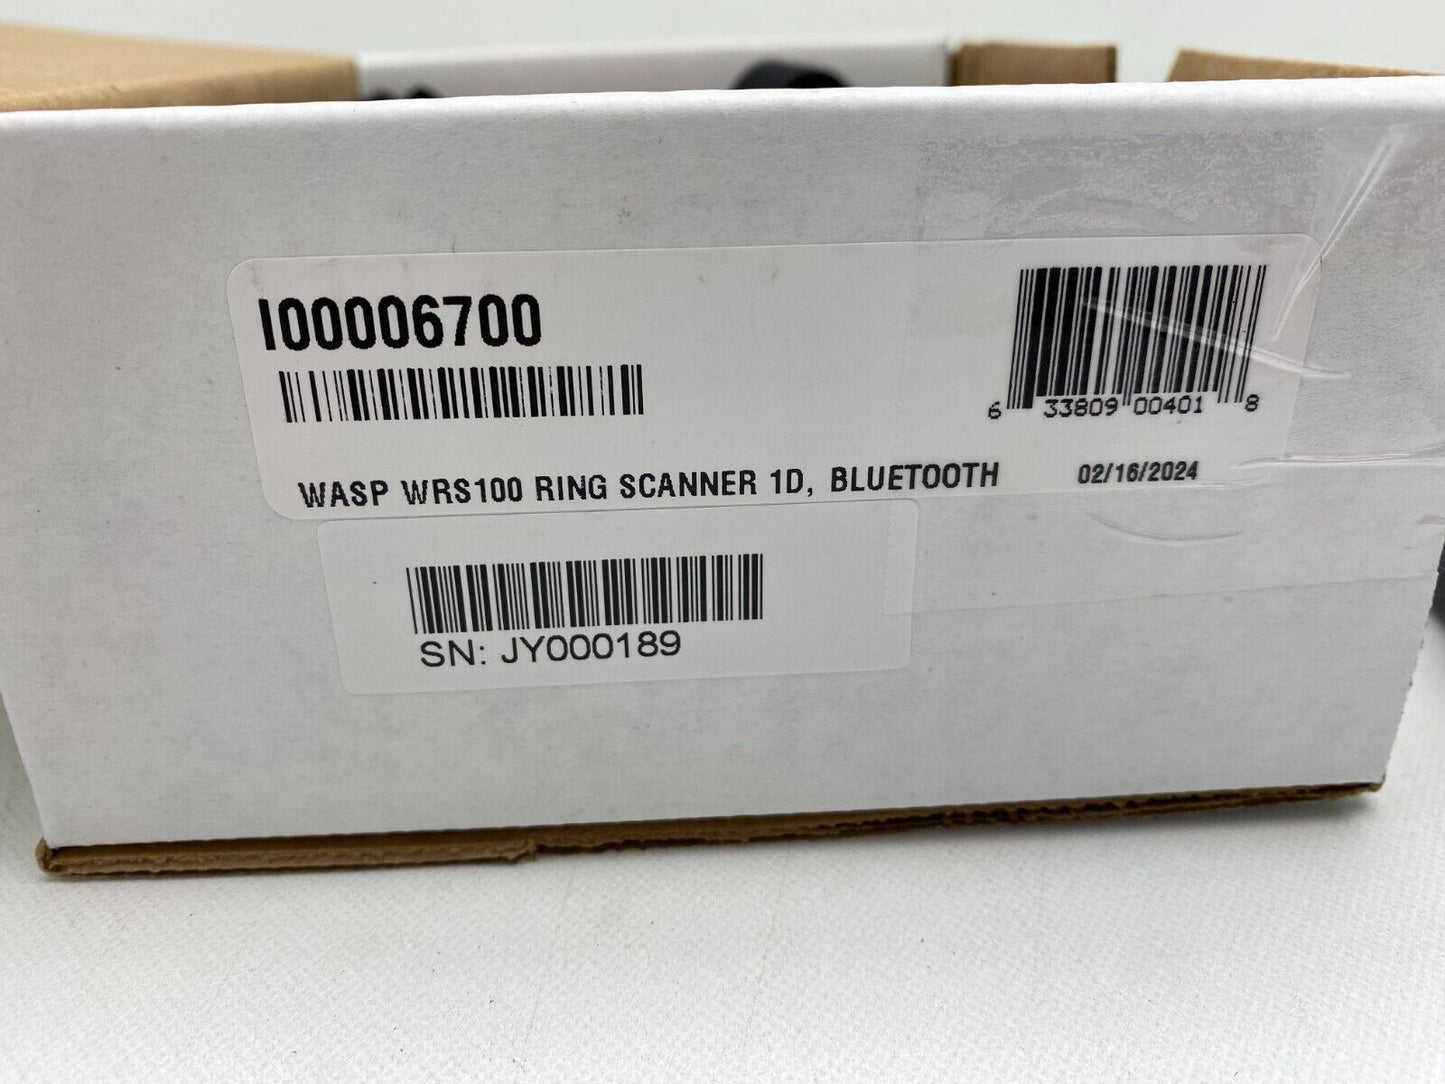 I00006700
6 33809 00401 8
WASP WRS100 RING SCANNER 1D, BLUETOOTH 02/16/2024
SN: JY000189